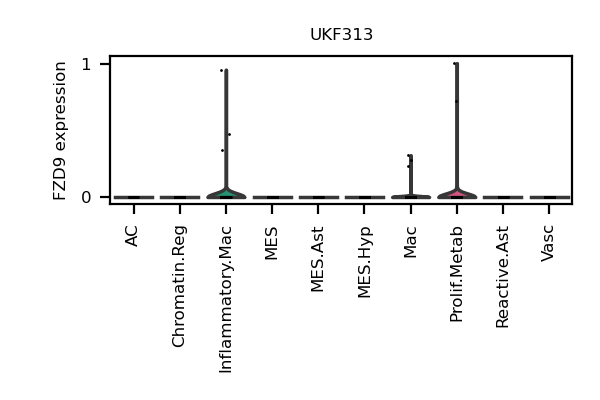 UKF313
FZD9 expression
1
0
AC
Chromatin.Reg
Inflammatory.Mac
MES
MES.Ast
MES.Hyp
Mac
Prolif.Metab
Reactive.Ast
Vasc